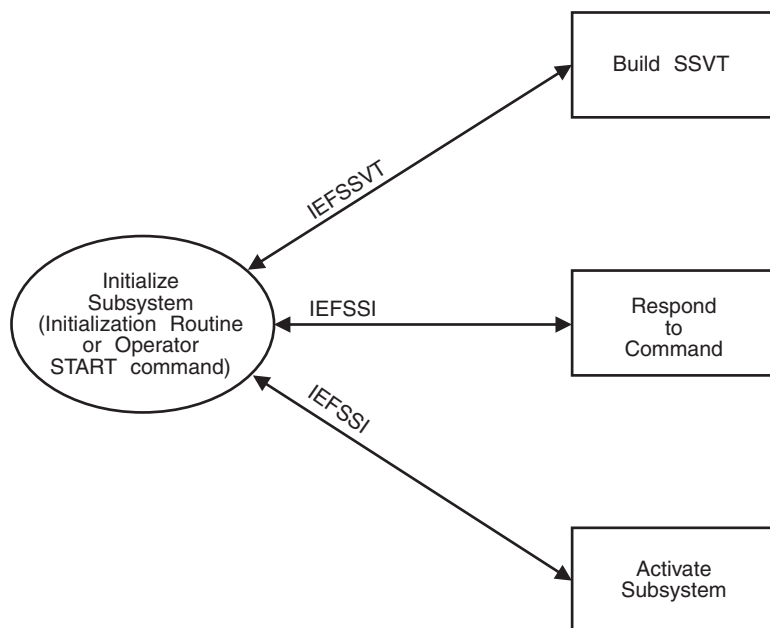 Build SSVT
IEFSSVT
Initialize
Subsystem
(Initialization Routine
or Operator
START command)
IEFSSI
Respond
to
Command
IEFSSI
Activate
Subsystem